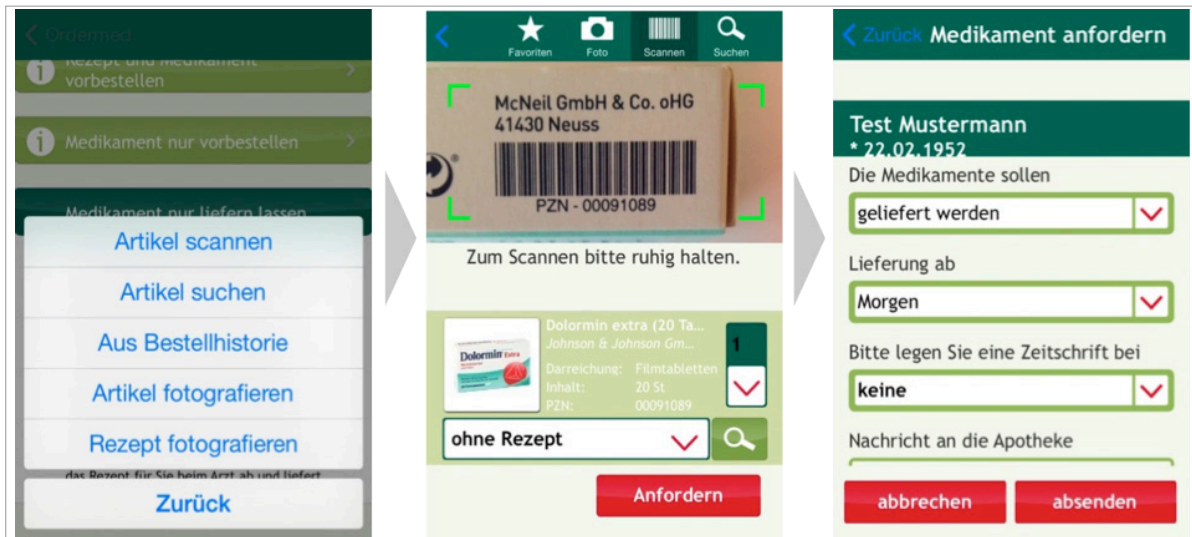 Ordermed
Rezept und Medikament
vorbestellen
Medikament nur vorbestellen
Medikament nur liefern lassen
Artikel scannen
Artikel suchen
Aus Bestellhistorie
Artikel fotografieren
Rezept fotografieren
das Rezept für Sie beim Arzt ab und liefert
Zurück
Favoriten
Foto
Scannen
Suchen
McNeil GmbH & Co. oHG
41430 Neuss
PZN - 00091089
Zum Scannen bitte ruhig halten.
Dolormin extra (20 Ta...
Johnson & Johnson Gm...
Dolormin Extra
Darreichung: Filmtabletten
Inhalt: 20 St
PZN: 00091089
1
ohne Rezept
Anfordern
Zurück Medikament anfordern
Test Mustermann
* 22.02.1952
Die Medikamente sollen
geliefert werden
Lieferung ab
Morgen
Bitte legen Sie eine Zeitschrift bei
keine
Nachricht an die Apotheke
abbrechen
absenden